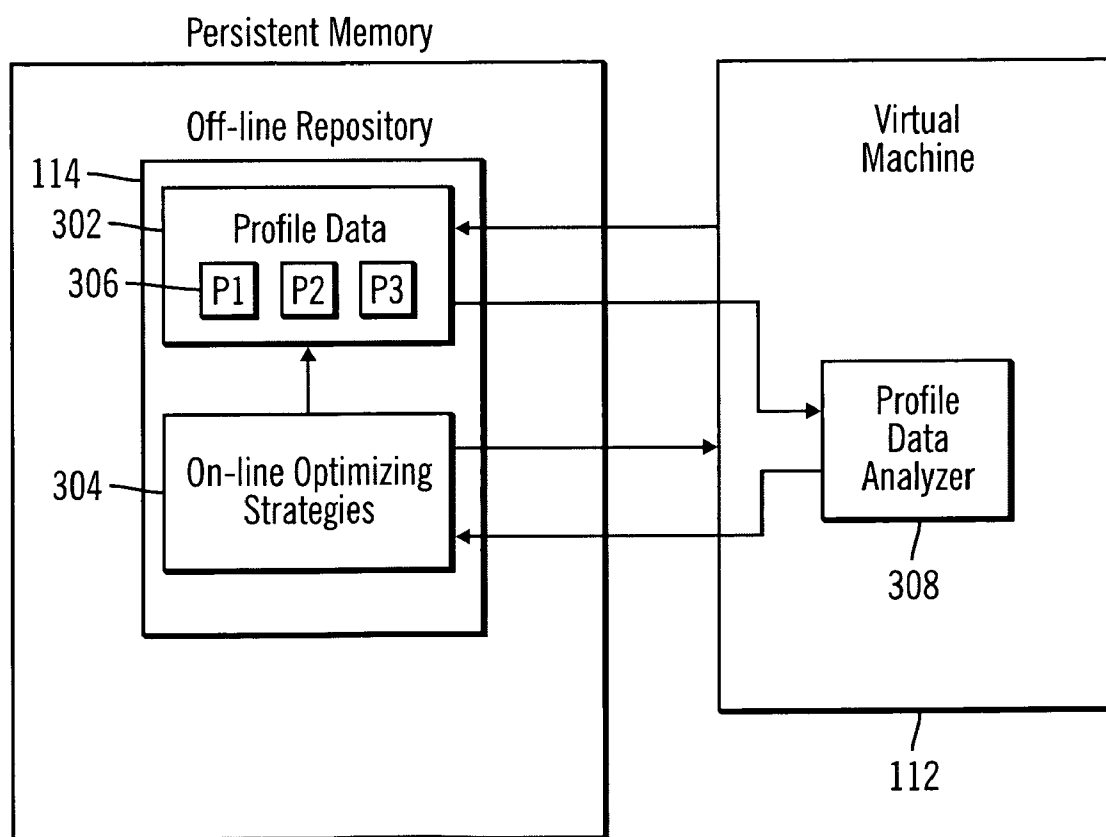 Persistent Memory
Off-line Repository
114
302
Profile Data
306
P1 P2 P3
304
On-line Optimizing
Strategies
Virtual
Machine
Profile
Data
Analyzer
308
112